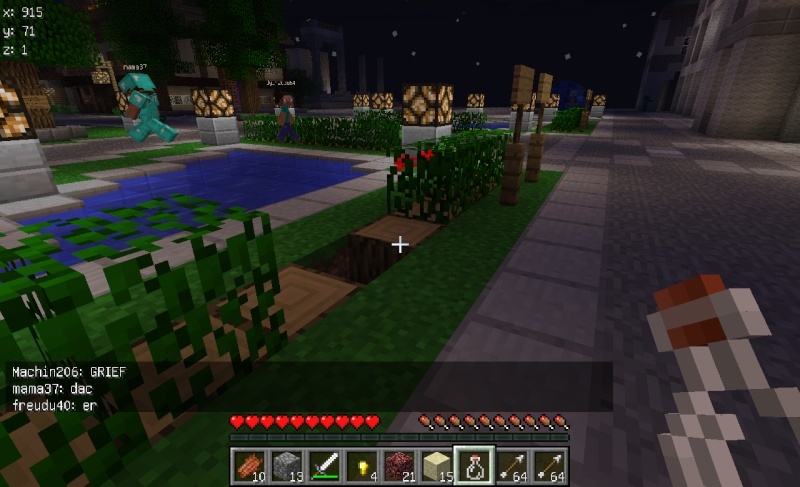 x: 915
y: 71
z: 1
mama37
Machin206: GRIEF
mama37: dac
freudu40: er
10
13
4
21
15
64
64